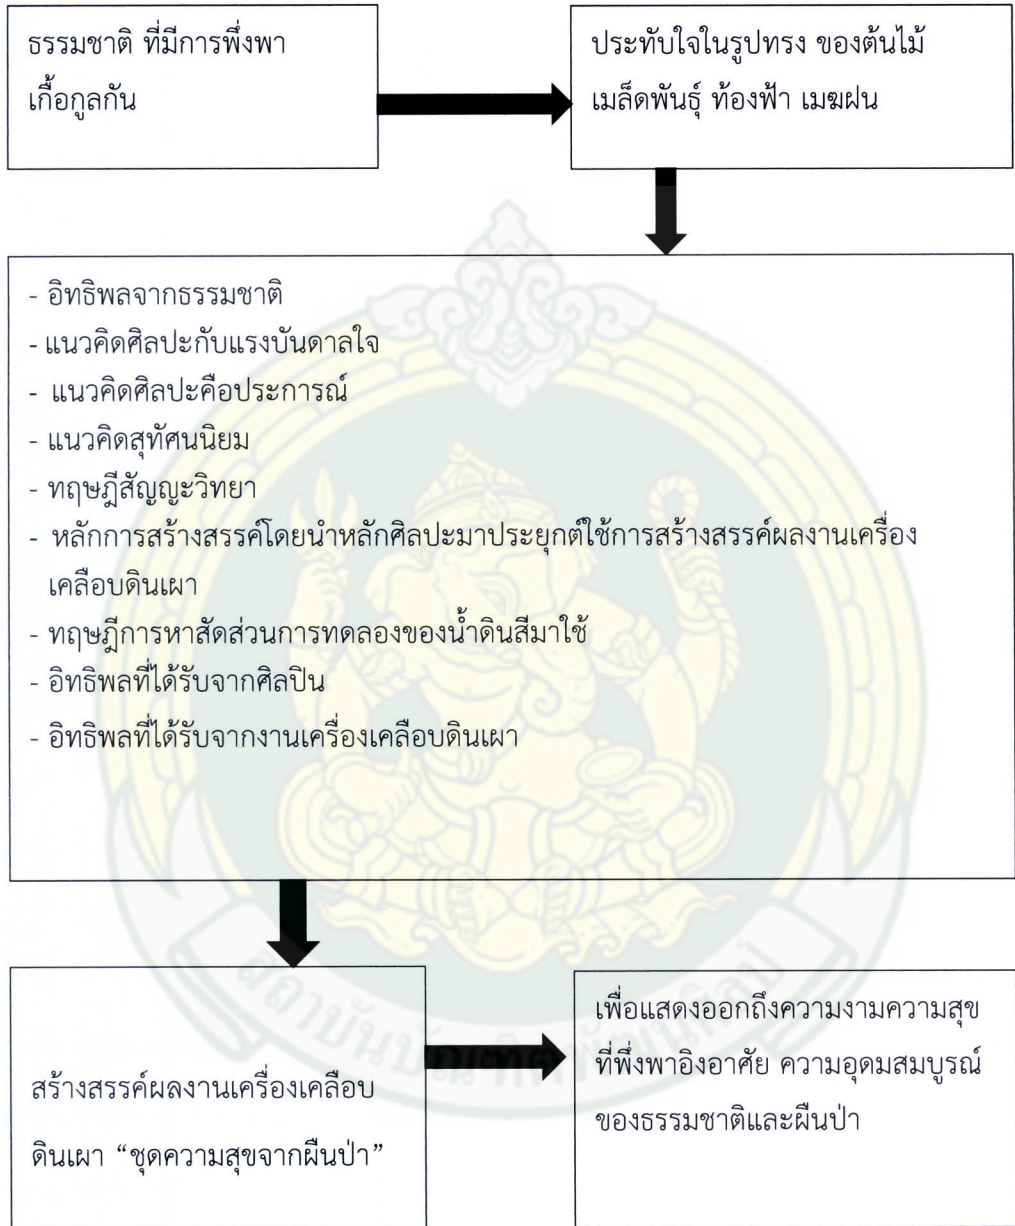 ธรรมชาติ ที่มีการพึ่งพา
เกื้อกูลกัน
ประทับใจในรูปทรง ของต้นไม้
เมล็ดพันธุ์ ท้องฟ้า เมฆฝน
- อิทธิพลจากธรรมชาติ
- แนวคิดศิลปะกับแรงบันดาลใจ
- แนวคิดศิลปะคือประการณ์
- แนวคิดสุทัศนนิยม
- ทฤษฎีสัญญะวิทยา
- หลักการสร้างสรรค์โดยนำหลักศิลปะมาประยุกต์ใช้การสร้างสรรค์ผลงานเครื่อง
เคลือบดินเผา
- ทฤษฎีการหาสัดส่วนการทดลองของน้ำดินสีมาใช้
- อิทธิพลที่ได้รับจากศิลปิน
- อิทธิพลที่ได้รับจากงานเครื่องเคลือบดินเผา
สร้างสรรค์ผลงานเครื่องเคลือบ
ดินเผา “ชุดความสุขจากผืนป่า”
เพื่อแสดงออกถึงความงามความสุข
ที่พึ่งพาอิงอาศัย ความอุดมสมบูรณ์
ของธรรมชาติและผืนป่า
สถาบันบัณฑิตพัฒนศิลป์